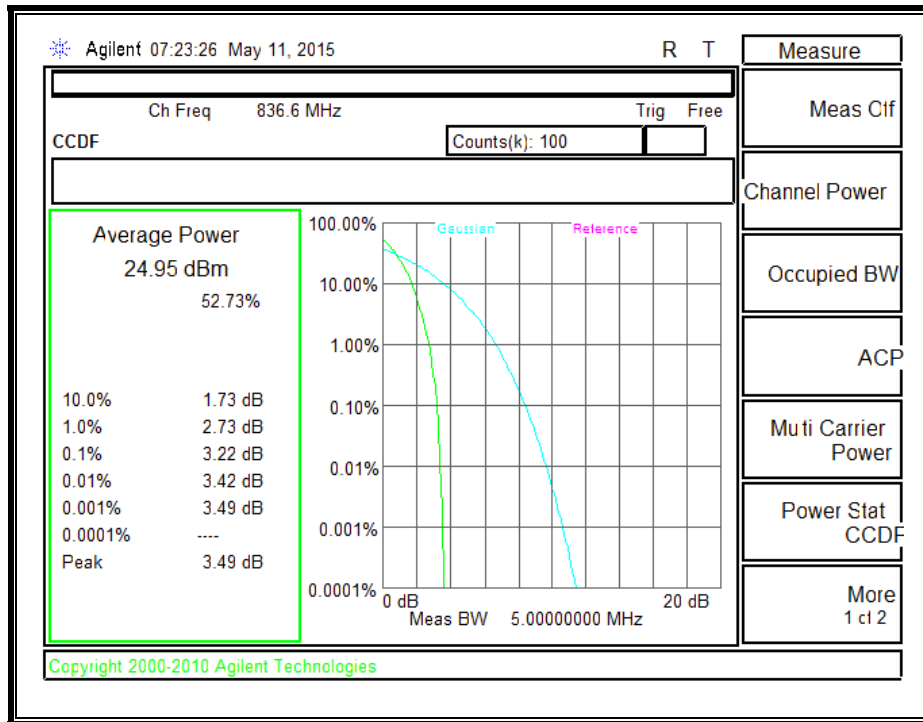 Agilent 07:23:26 May 11, 2015 R T
Ch Freq 836.6 MHz Trig Free
CCDF Counts(k): 100
Average Power
24.95 dBm
52.73%
10.0% 1.73 dB
1.0% 2.73 dB
0.1% 3.22 dB
0.01% 3.42 dB
0.001% 3.49 dB
0.0001% ----
Peak 3.49 dB
Gaussian Reference
100.00%
10.00%
1.00%
0.10%
0.01%
0.001%
0.0001%
0 dB 20 dB
Meas BW 5.00000000 MHz
Measure
Meas Off
Channel Power
Occupied BW
ACP
Multi Carrier
Power
Power Stat
CCDF
More
1 of 2
Copyright 2000-2010 Agilent Technologies